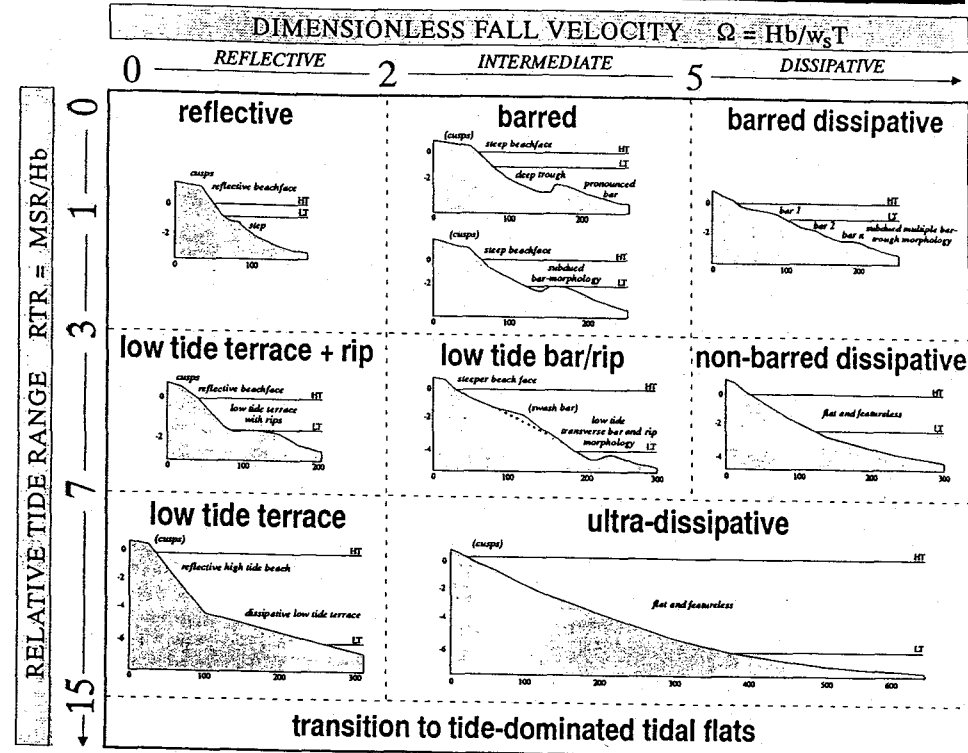 DIMENSIONLESS FALL VELOCITY Ω = Hb/wsT
0 REFLECTIVE 2 INTERMEDIATE 5 DISSIPATIVE
RELATIVE TIDE RANGE RTR = MSR/Hb
0
1
3
7
15
reflective
cusps
reflective beachface
HT
LT
step
0
-2
0 100
barred
(cusps)
steep beachface
HT
LT
deep trough
pronounced
bar
0
-2
0 100 200
(cusps)
steep beachface
HT
subdued
bar-morphology
LT
0
-2
0 100 200
barred dissipative
HT
bar 1
LT
bar 2
subdued multiple bar-
bar n
trough morphology
0
-2
0 100 200
low tide terrace + rip
cusps
reflective beachface
HT
low tide terrace
with rips
LT
0
-2
0 100 200
low tide bar/rip
steeper beach face
HT
(swash bar)
low tide
transverse bar and rip
morphology
LT
0
-2
-4
0 100 200 300
non-barred dissipative
HT
flat and featureless
LT
0
-2
-4
0 100 200 300
low tide terrace
(cusps)
HT
reflective high tide beach
dissipative low tide terrace
LT
0
-2
-4
-6
0 100 200 300
ultra-dissipative
(cusps)
HT
flat and featureless
LT
0
-2
-4
-6
0 100 200 300 400 500 600
transition to tide-dominated tidal flats